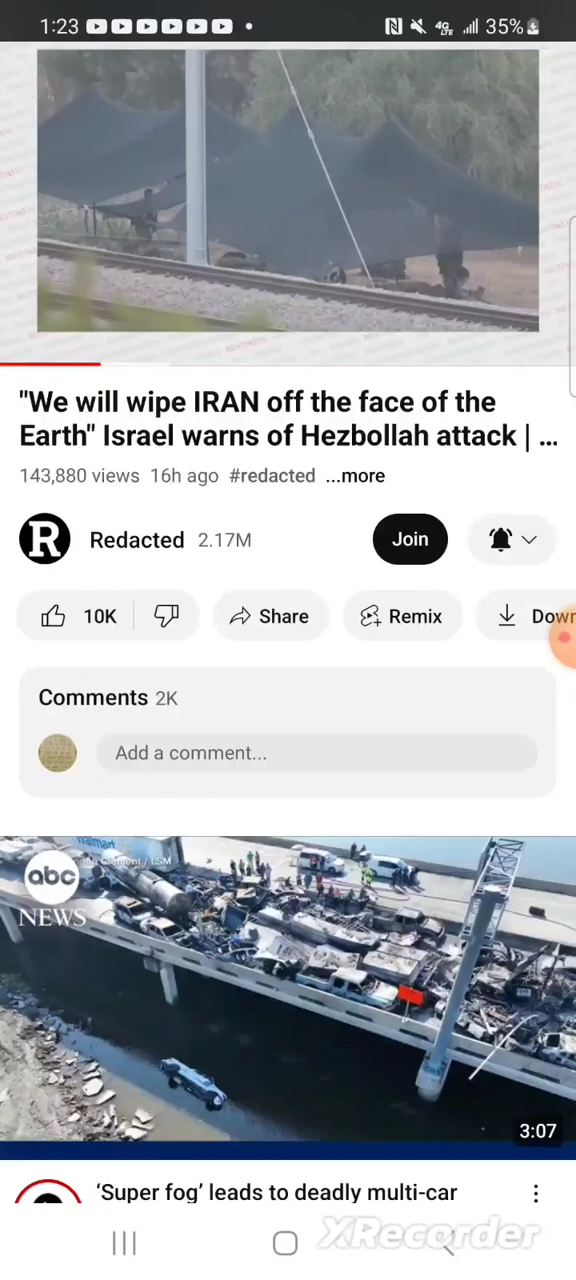 1:23 35%
"We will wipe IRAN off the face of the
Earth" Israel warns of Hezbollah attack | ...
143,880 views 16h ago #redacted ...more
R Redacted 2.17M Join
10K Share Remix Down
Comments 2K
Add a comment...
Walmart
abc
NEWS
3:07
'Super fog' leads to deadly multi-car
XRecorder